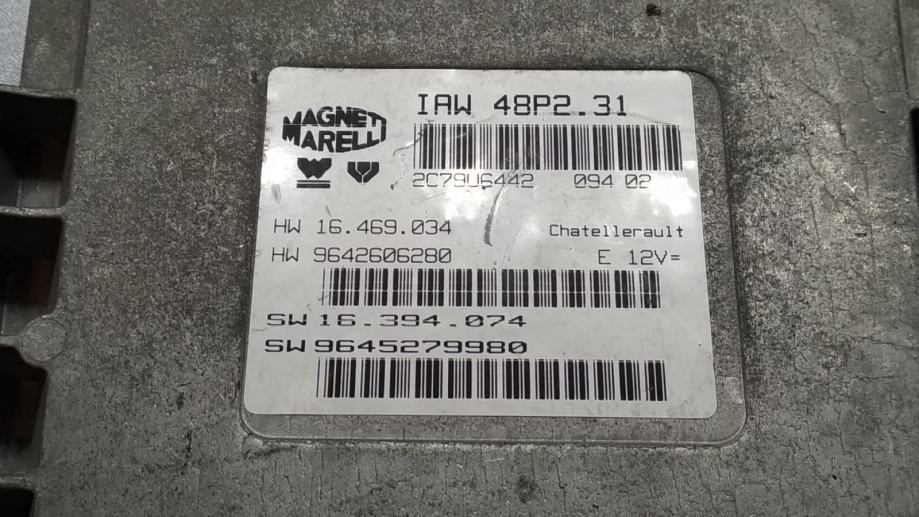 MAGNETI
MARELLI
IAW 48P2.31
2C79U6442 094 02
HW 16.469.034 Chatellerault
HW 9642606280 E 12V=
SW 16.394.074
SW 9645279980